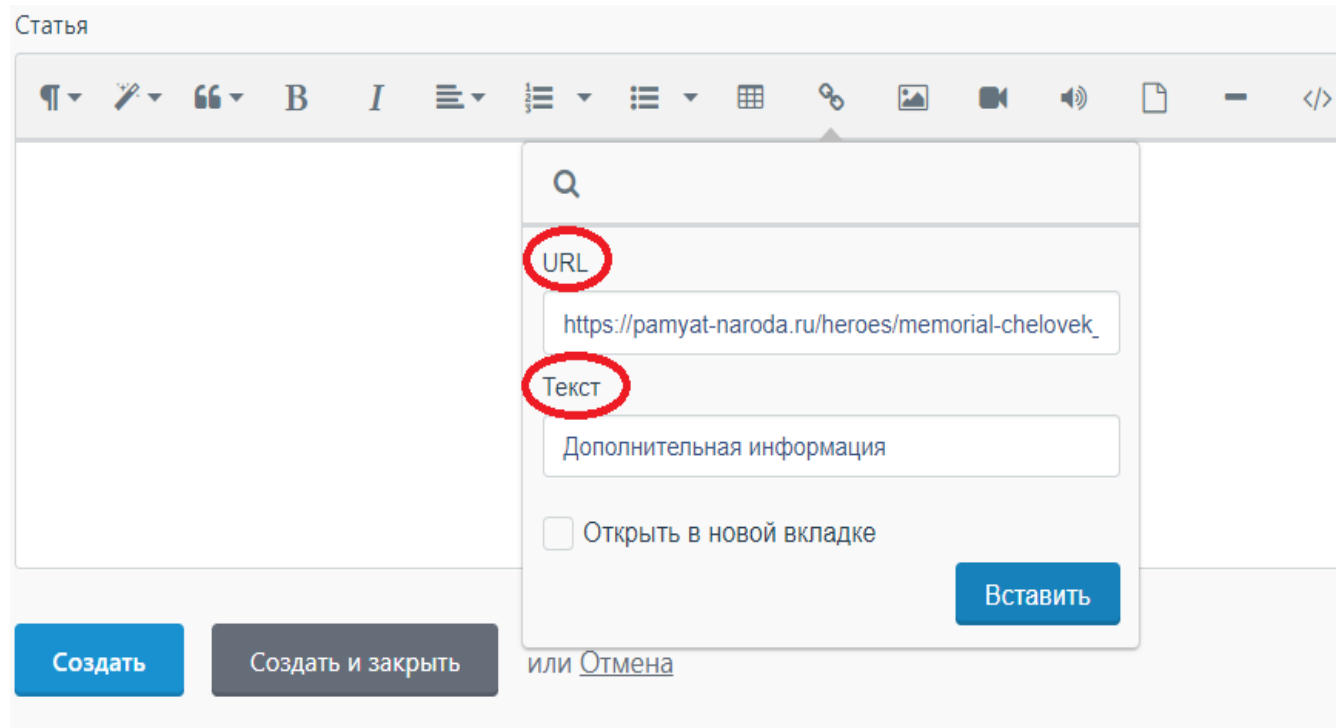 Статья
B I </>
URL
https://pamyat-naroda.ru/heroes/memorial-chelovek_
Текст
Дополнительная информация
Открыть в новой вкладке
Вставить
Создать Создать и закрыть или Отмена